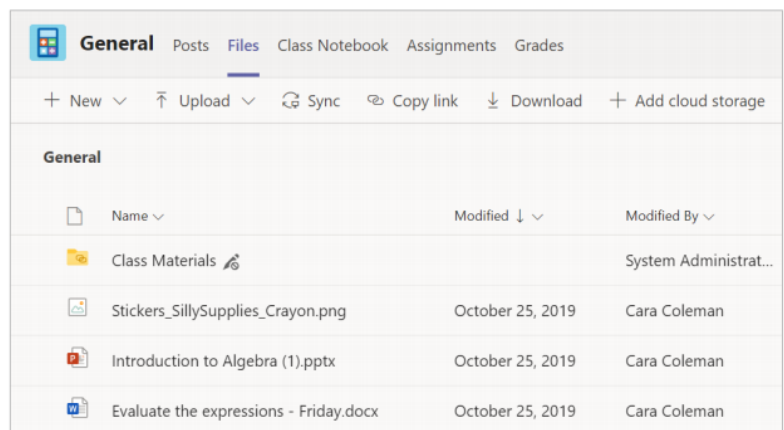 General Posts Files Class Notebook Assignments Grades
New Upload Sync Copy link Download Add cloud storage
General
Name Modified Modified By
Class Materials System Administrat...
Stickers_SillySupplies_Crayon.png October 25, 2019 Cara Coleman
Introduction to Algebra (1).pptx October 25, 2019 Cara Coleman
Evaluate the expressions - Friday.docx October 25, 2019 Cara Coleman